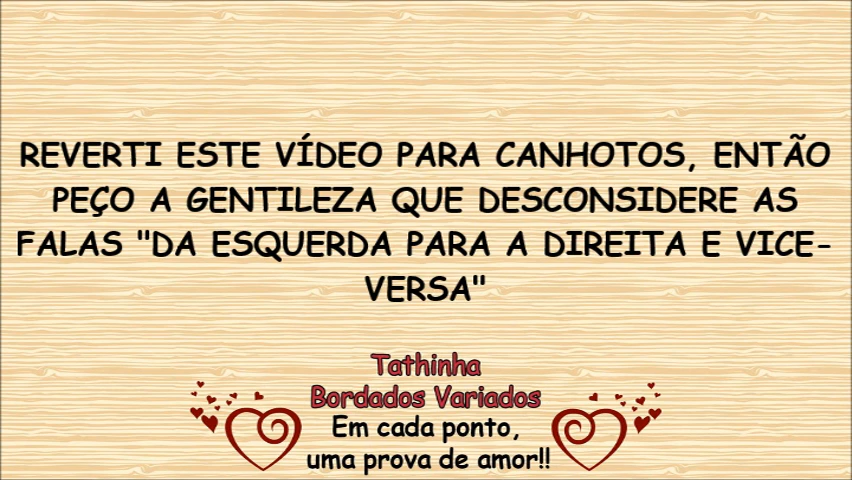 REVERTI ESTE VÍDEO PARA CANHOTOS, ENTÃO
PEÇO A GENTILEZA QUE DESCONSIDERE AS
FALAS "DA ESQUERDA PARA A DIREITA E VICE-
VERSA"
Tathinha
Bordados Variados
Em cada ponto,
uma prova de amor!!